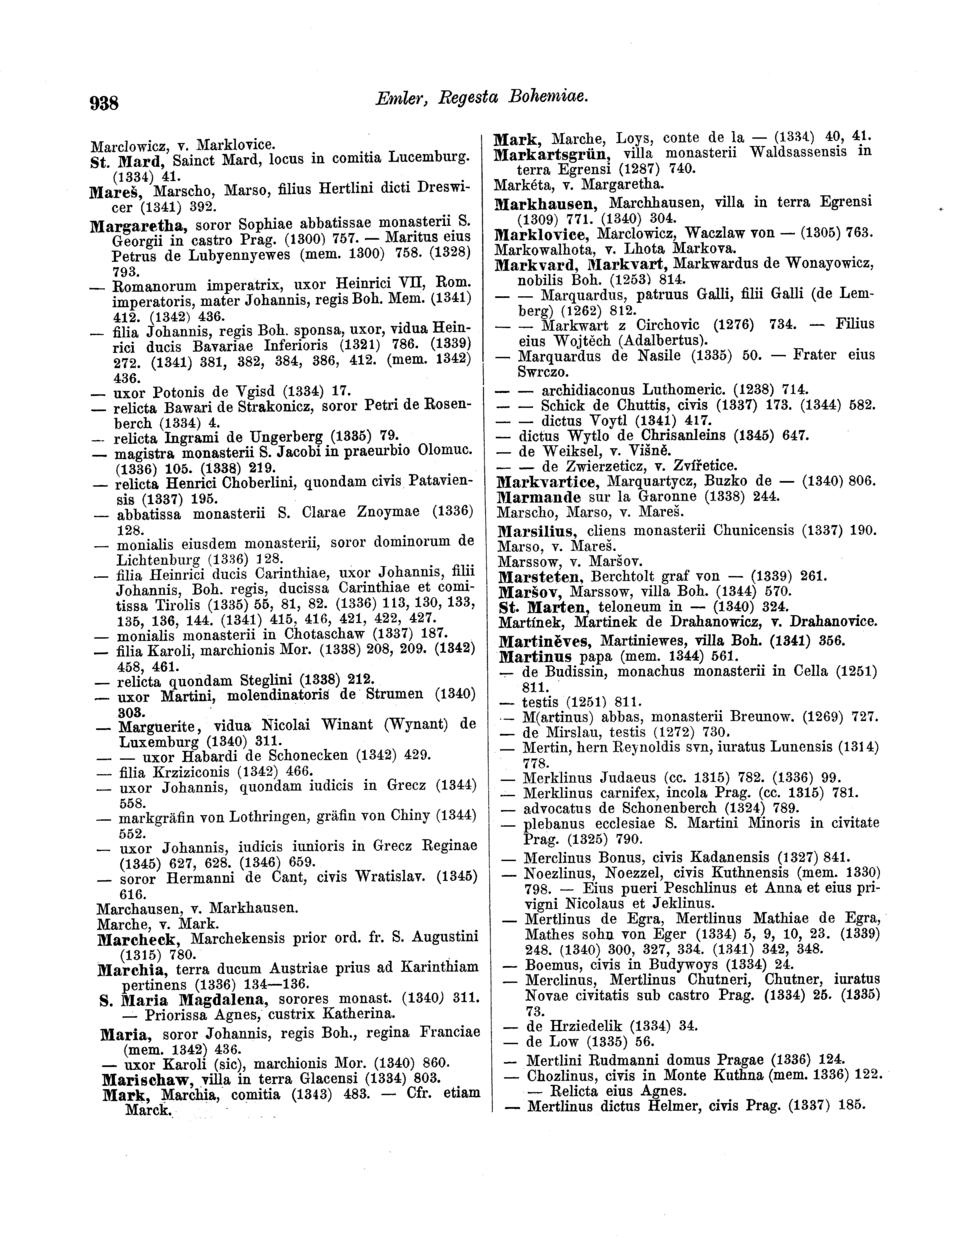 938
Emler, Regesta Bohemiae.
Marclowicz, v. Marklovice.
St. Mard, Sainct Mard, locus in comitia Lucemburg.
(1334) 41.
Mareš, Marscho, Marso, filius Hertlini dicti Dreswi-
cer (1341) 392.
Margaretha, soror Sophiae abbatissae monasterii S.
Georgii in castro Prag. (1300) 757. — Maritus eius
Petrus de Lubyennyewes (mem. 1300) 758. (1328)
793.
— Romanorum imperatrix, uxor Heinrici VII, Rom.
imperatoris, mater Johannis, regis Boh. Mem. (1341)
412. (1342) 436.
— filia Johannis, regis Boh. sponsa, uxor, vidua Hein-
rici ducis Bavariae Inferioris (1321) 786. (1339)
272. (1341) 381, 382, 384, 386, 412. (mem. 1342)
436.
— uxor Potonis de Vgisd (1334) 17.
— relicta Bawari de Strakonicz, soror Petri de Rosen-
berch (1334) 4.
— relicta Ingrami de Ungerberg (1335) 79.
— magistra monasterii S. Jacobi in praeurbio Olomuc.
(1336) 105. (1338) 219.
— relicta Henrici Choberlini, quondam civis Patavien-
sis (1337) 195.
— abbatissa monasterii S. Clarae Znoymae (1336)
128.
— monialis eiusdem monasterii, soror dominorum de
Lichtenburg (1336) 128.
— filia Heinrici ducis Carinthiae, uxor Johannis, filii
Johannis, Boh. regis, ducissa Carinthiae et comi-
tissa Tirolis (1335) 55, 81, 82. (1336) 113, 130, 133,
135, 136, 144. (1341) 415, 416, 421, 422, 427.
— monialis monasterii in Chotaschaw (1337) 187.
— filia Karoli, marchionis Mor. (1338) 208, 209. (1342)
458, 461.
— relicta quondam Steglini (1338) 212.
— uxor Martini, molendinatoris de Strumen (1340)
303.
— Marguerite, vidua Nicolai Winant (Wynant) de
Luxemburg (1340) 311.
— — uxor Habardi de Schonecken (1342) 429.
— filia Krziziconis (1342) 466.
— uxor Johannis, quondam iudicis in Grecz (1344)
558.
— markgräfin von Lothringen, gräfin von Chiny (1344)
552.
— uxor Johannis, iudicis iunioris in Grecz Reginae
(1345) 627, 628. (1346) 659.
— soror Hermanni de Cant, civis Wratislav. (1345)
616.
Marchausen, v. Markhausen.
Marche, v. Mark.
Marcheck, Marchekensis prior ord. fr. S. Augustini
(1315) 780.
Marchia, terra ducum Austriae prius ad Karinthiam
pertinens (1336) 134—136.
S. Maria Magdalena, sorores monast. (1340) 311.
— Priorissa Agnes, custrix Katherina.
Maria, soror Johannis, regis Boh., regina Franciae
(mem. 1342) 436.
— uxor Karoli (sic), marchionis Mor. (1340) 860.
Marischaw, villa in terra Glacensi (1334) 803.
Mark, Marchia, comitia (1343) 483. — Cfr. etiam
Marck.
Mark, Marche, Loys, conte de la — (1334) 40, 41.
Markartsgrün, villa monasterii Waldsassensis in
terra Egrensi (1287) 740.
Markéta, v. Margaretha.
Markhausen, Marchhausen, villa in terra Egrensi
(1309) 771. (1340) 304.
Marklovice, Marclowicz, Waczlaw von — (1305) 763.
Markowalhota, v. Lhota Markova.
Markvard, Markvart, Markwardus de Wonayowicz,
nobilis Boh. (1253) 814.
— — Marquardus, patruus Galli, filii Galli (de Lem-
berg) (1262) 812.
— — Markwart z Circhovic (1276) 734. — Filius
eius Wojtěch (Adalbertus).
— Marquardus de Nasile (1335) 50. — Frater eius
Swrczo.
— — archidiaconus Luthomeric. (1238) 714.
— — Schick de Chuttis, civis (1337) 173. (1344) 582.
— — dictus Voytl (1341) 417.
— dictus Wytlo de Chrisanleins (1345) 647.
— de Weiksel, v. Višně.
— — de Zwierzeticz, v. Zvířetice.
Markvartice, Marquartycz, Buzko de — (1340) 806.
Marmande sur la Garonne (1338) 244.
Marscho, Marso, v. Mareš.
Marsilius, cliens monasterii Chunicensis (1337) 190.
Marso, v. Mareš.
Marssow, v. Maršov.
Marsteten, Berchtolt graf von — (1339) 261.
Maršov, Marssow, villa Boh. (1344) 570.
St. Marten, teloneum in — (1340) 324.
Martínek, Martinek de Drahanowicz, v. Drahanovice.
Martiněves, Martiniewes, villa Boh. (1341) 356.
Martinus papa (mem. 1344) 561.
— de Budissin, monachus monasterii in Cella (1251)
811.
— testis (1251) 811.
— M(artinus) abbas, monasterii Breunow. (1269) 727.
— de Mirslau, testis (1272) 730.
— Mertin, hern Reynoldis svn, iuratus Lunensis (1314)
778.
— Merklinus Judaeus (cc. 1315) 782. (1336) 99.
— Merklinus carnifex, incola Prag. (cc. 1315) 781.
— advocatus de Schonenberch (1324) 789.
— plebanus ecclesiae S. Martini Minoris in civitate
Prag. (1325) 790.
— Merclinus Bonus, civis Kadanensis (1327) 841.
— Noezlinus, Noezzel, civis Kuthnensis (mem. 1330)
798. — Eius pueri Peschlinus et Anna et eius pri-
vigni Nicolaus et Jeklinus.
— Mertlinus de Egra, Mertlinus Mathiae de Egra,
Mathes sohn von Eger (1334) 5, 9, 10, 23. (1339)
248. (1340) 300, 327, 334. (1341) 342, 348.
— Boemus, civis in Budywoys (1334) 24.
— Merclinus, Mertlinus Chutneri, Chutner, iuratus
Novae civitatis sub castro Prag. (1334) 25. (1335)
73.
— de Hrziedelik (1334) 34.
— de Low (1335) 56.
— Mertlini Rudmanni domus Pragae (1336) 124.
— Chozlinus, civis in Monte Kuthna (mem. 1336) 122.
— Relicta eius Agnes.
— Mertlinus dictus Helmer, civis Prag. (1337) 185.